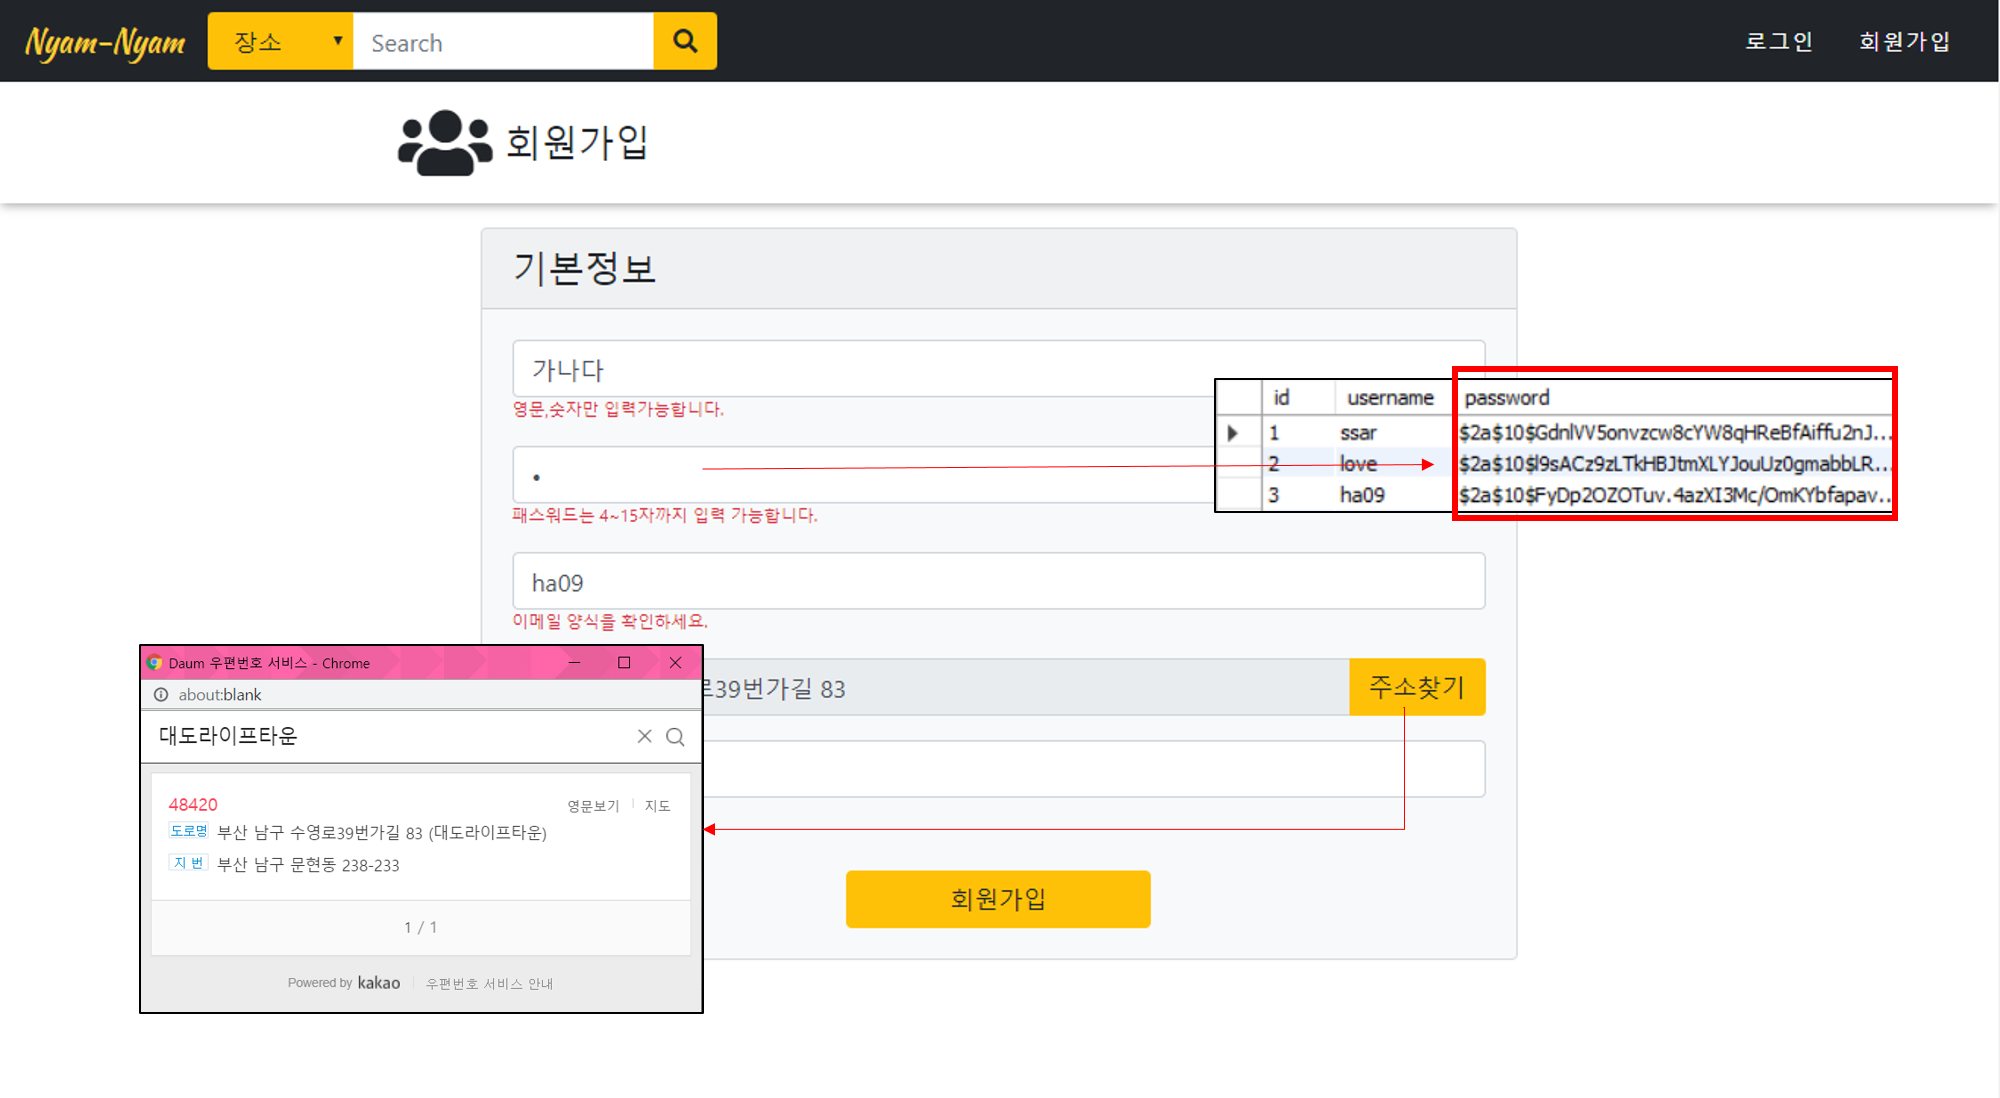 Nyam-Nyam 장소 ▼ Search 로그인 회원가입
회원가입
기본정보
가나다
영문,숫자만 입력가능합니다.
•
패스워드는 4~15자까지 입력 가능합니다.
ha09
이메일 양식을 확인하세요.
로39번가길 83 주소찾기
회원가입
id username password
1 ssar $2a$10$GdnlVV5onvzcw8cYW8qHReBfAiffu2nJ...
2 love $2a$10$l9sACz9zLTkHBJtmXLYJouUz0gmabbLR...
3 ha09 $2a$10$FyDp2OZOTuv.4azXI3Mc/OmKYbfapav...
Daum 우편번호 서비스 - Chrome
about:blank
대도라이프타운
48420 영문보기 지도
도로명 부산 남구 수영로39번가길 83 (대도라이프타운)
지 번 부산 남구 문현동 238-233
1 / 1
Powered by kakao 우편번호 서비스 안내